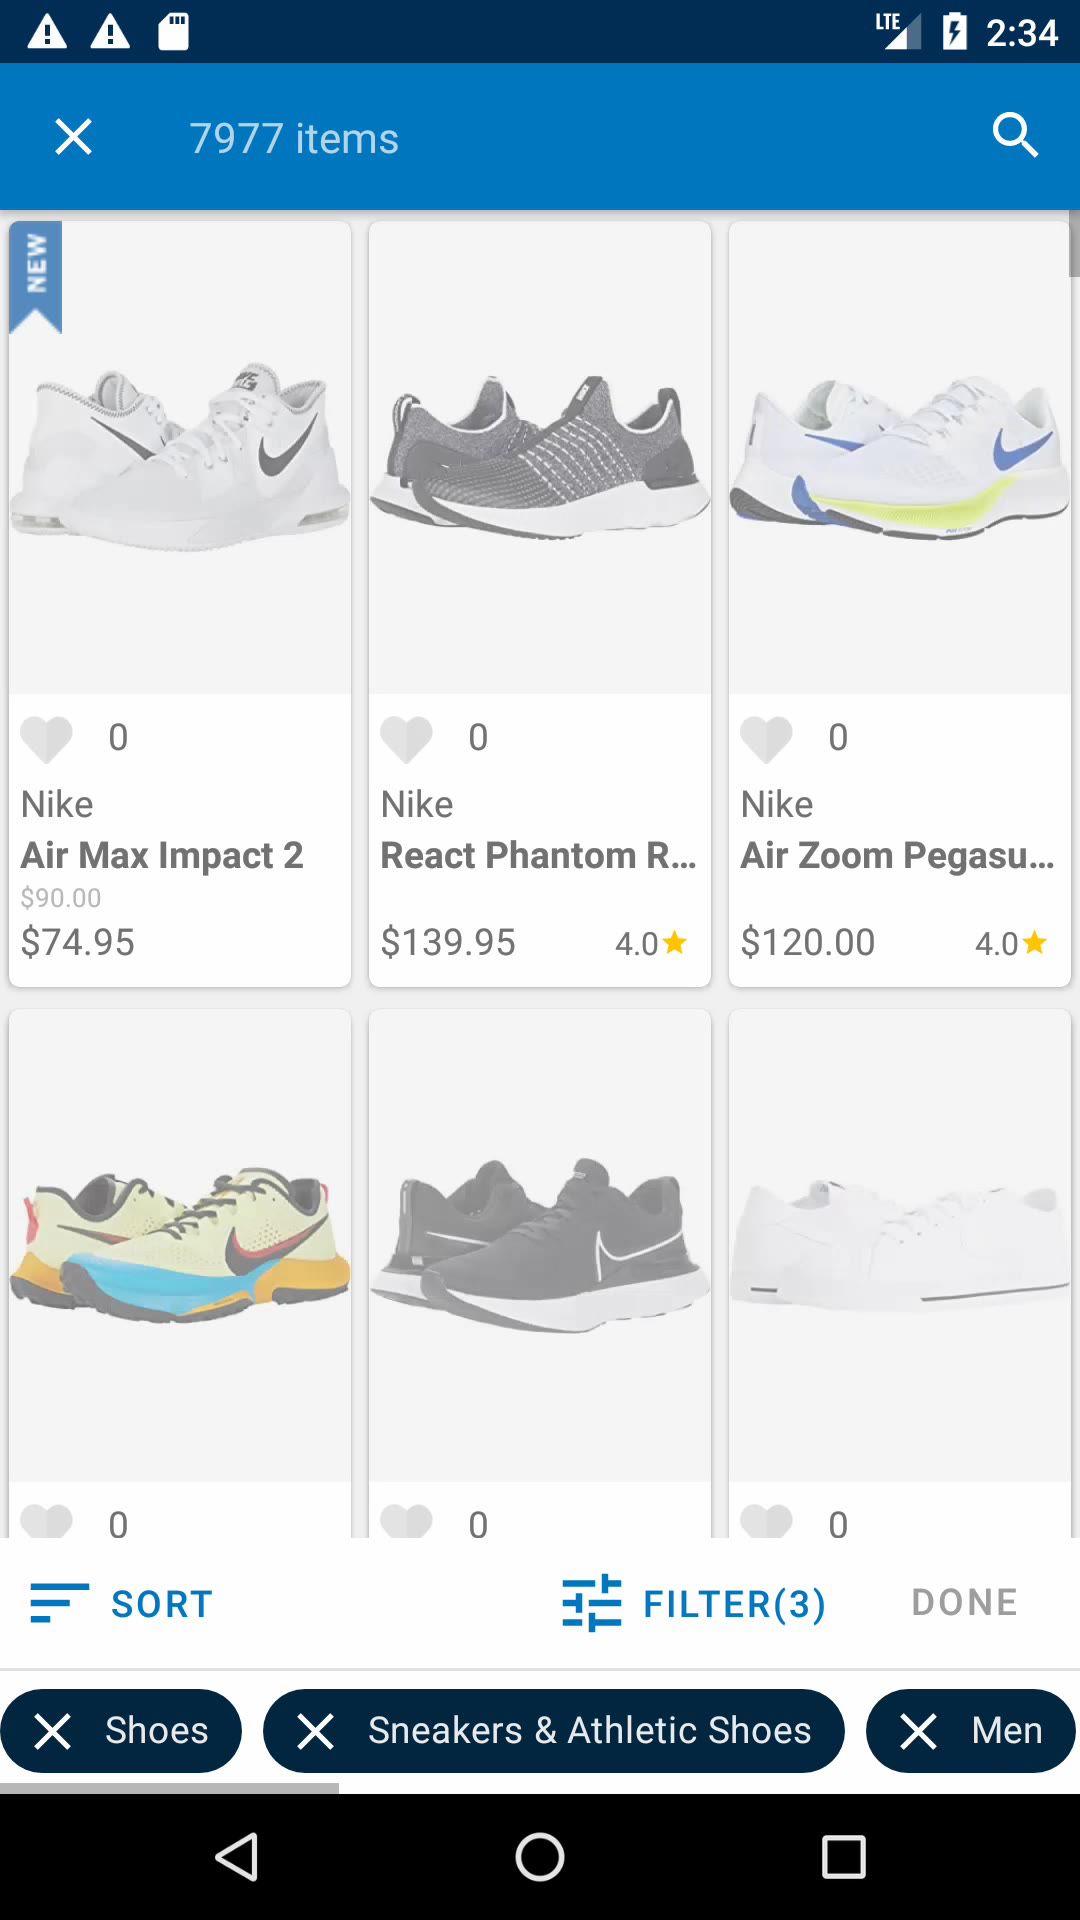 LTE 2:34
7977 items
NEW
0
0
0
Nike
Nike
Nike
Air Max Impact 2
React Phantom R...
Air Zoom Pegasu...
$90.00
$74.95
$139.95 4.0
$120.00 4.0
0
0
0
SORT
FILTER(3)
DONE
Shoes
Sneakers & Athletic Shoes
Men